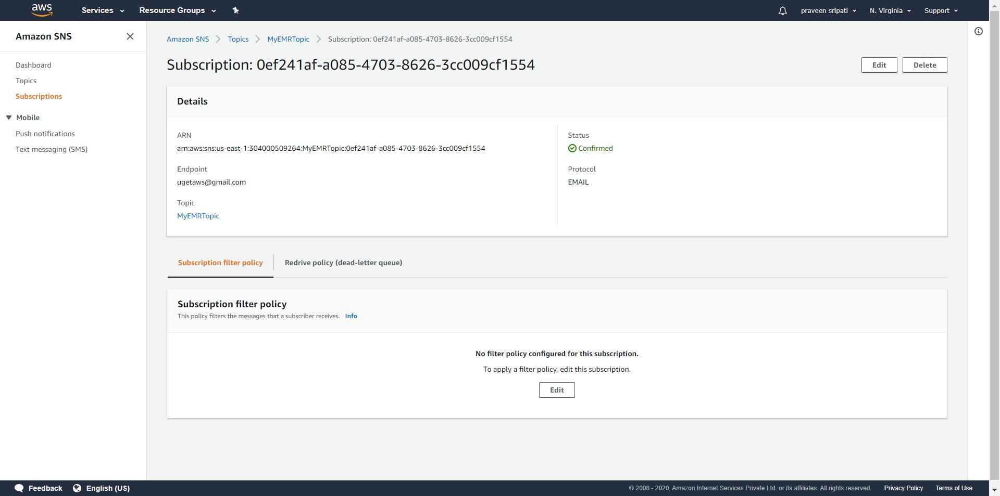 aws
Services
Resource Groups
praveen sripati
N. Virginia
Support
Amazon SNS
Dashboard
Topics
Subscriptions
Mobile
Push notifications
Text messaging (SMS)
Amazon SNS
Topics
MyEMRTopic
Subscription: 0ef241af-a085-4703-8626-3cc009cf1554
Subscription: 0ef241af-a085-4703-8626-3cc009cf1554
Edit
Delete
Details
ARN
arn:aws:sns:us-east-1:304000509264:MyEMRTopic:0ef241af-a085-4703-8626-3cc009cf1554
Endpoint
ugetaws@gmail.com
Topic
MyEMRTopic
Status
Confirmed
Protocol
EMAIL
Subscription filter policy
Redrive policy (dead-letter queue)
Subscription filter policy
This policy filters the messages that a subscriber receives. Info
No filter policy configured for this subscription.
To apply a filter policy, edit this subscription.
Edit
Feedback
English (US)
© 2008 - 2020, Amazon Internet Services Private Ltd. or its affiliates. All rights reserved.
Privacy Policy
Terms of Use